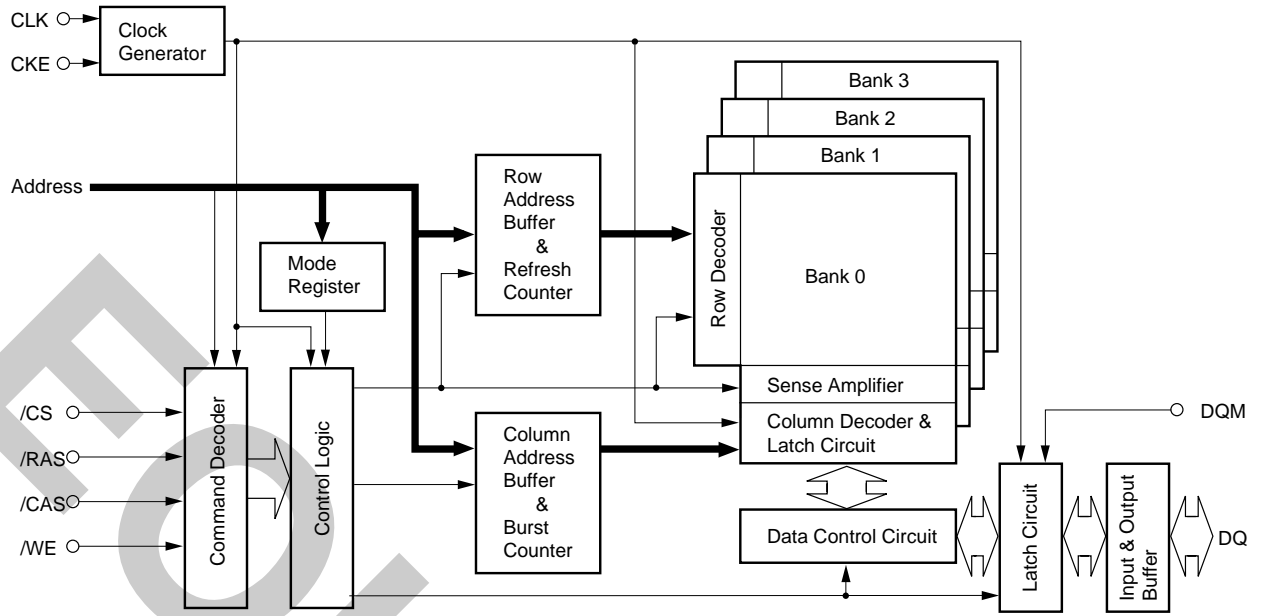 CLK
CKE
Clock
Generator
Bank 3
Bank 2
Bank 1
Address
Row
Address
Buffer
&
Refresh
Counter
Row Decoder
Bank 0
Mode
Register
Sense Amplifier
Column Decoder &
Latch Circuit
/CS
/RAS
/CAS
/WE
Command Decoder
Control Logic
Column
Address
Buffer
&
Burst
Counter
DQM
Data Control Circuit
Latch Circuit
Input & Output
Buffer
DQ